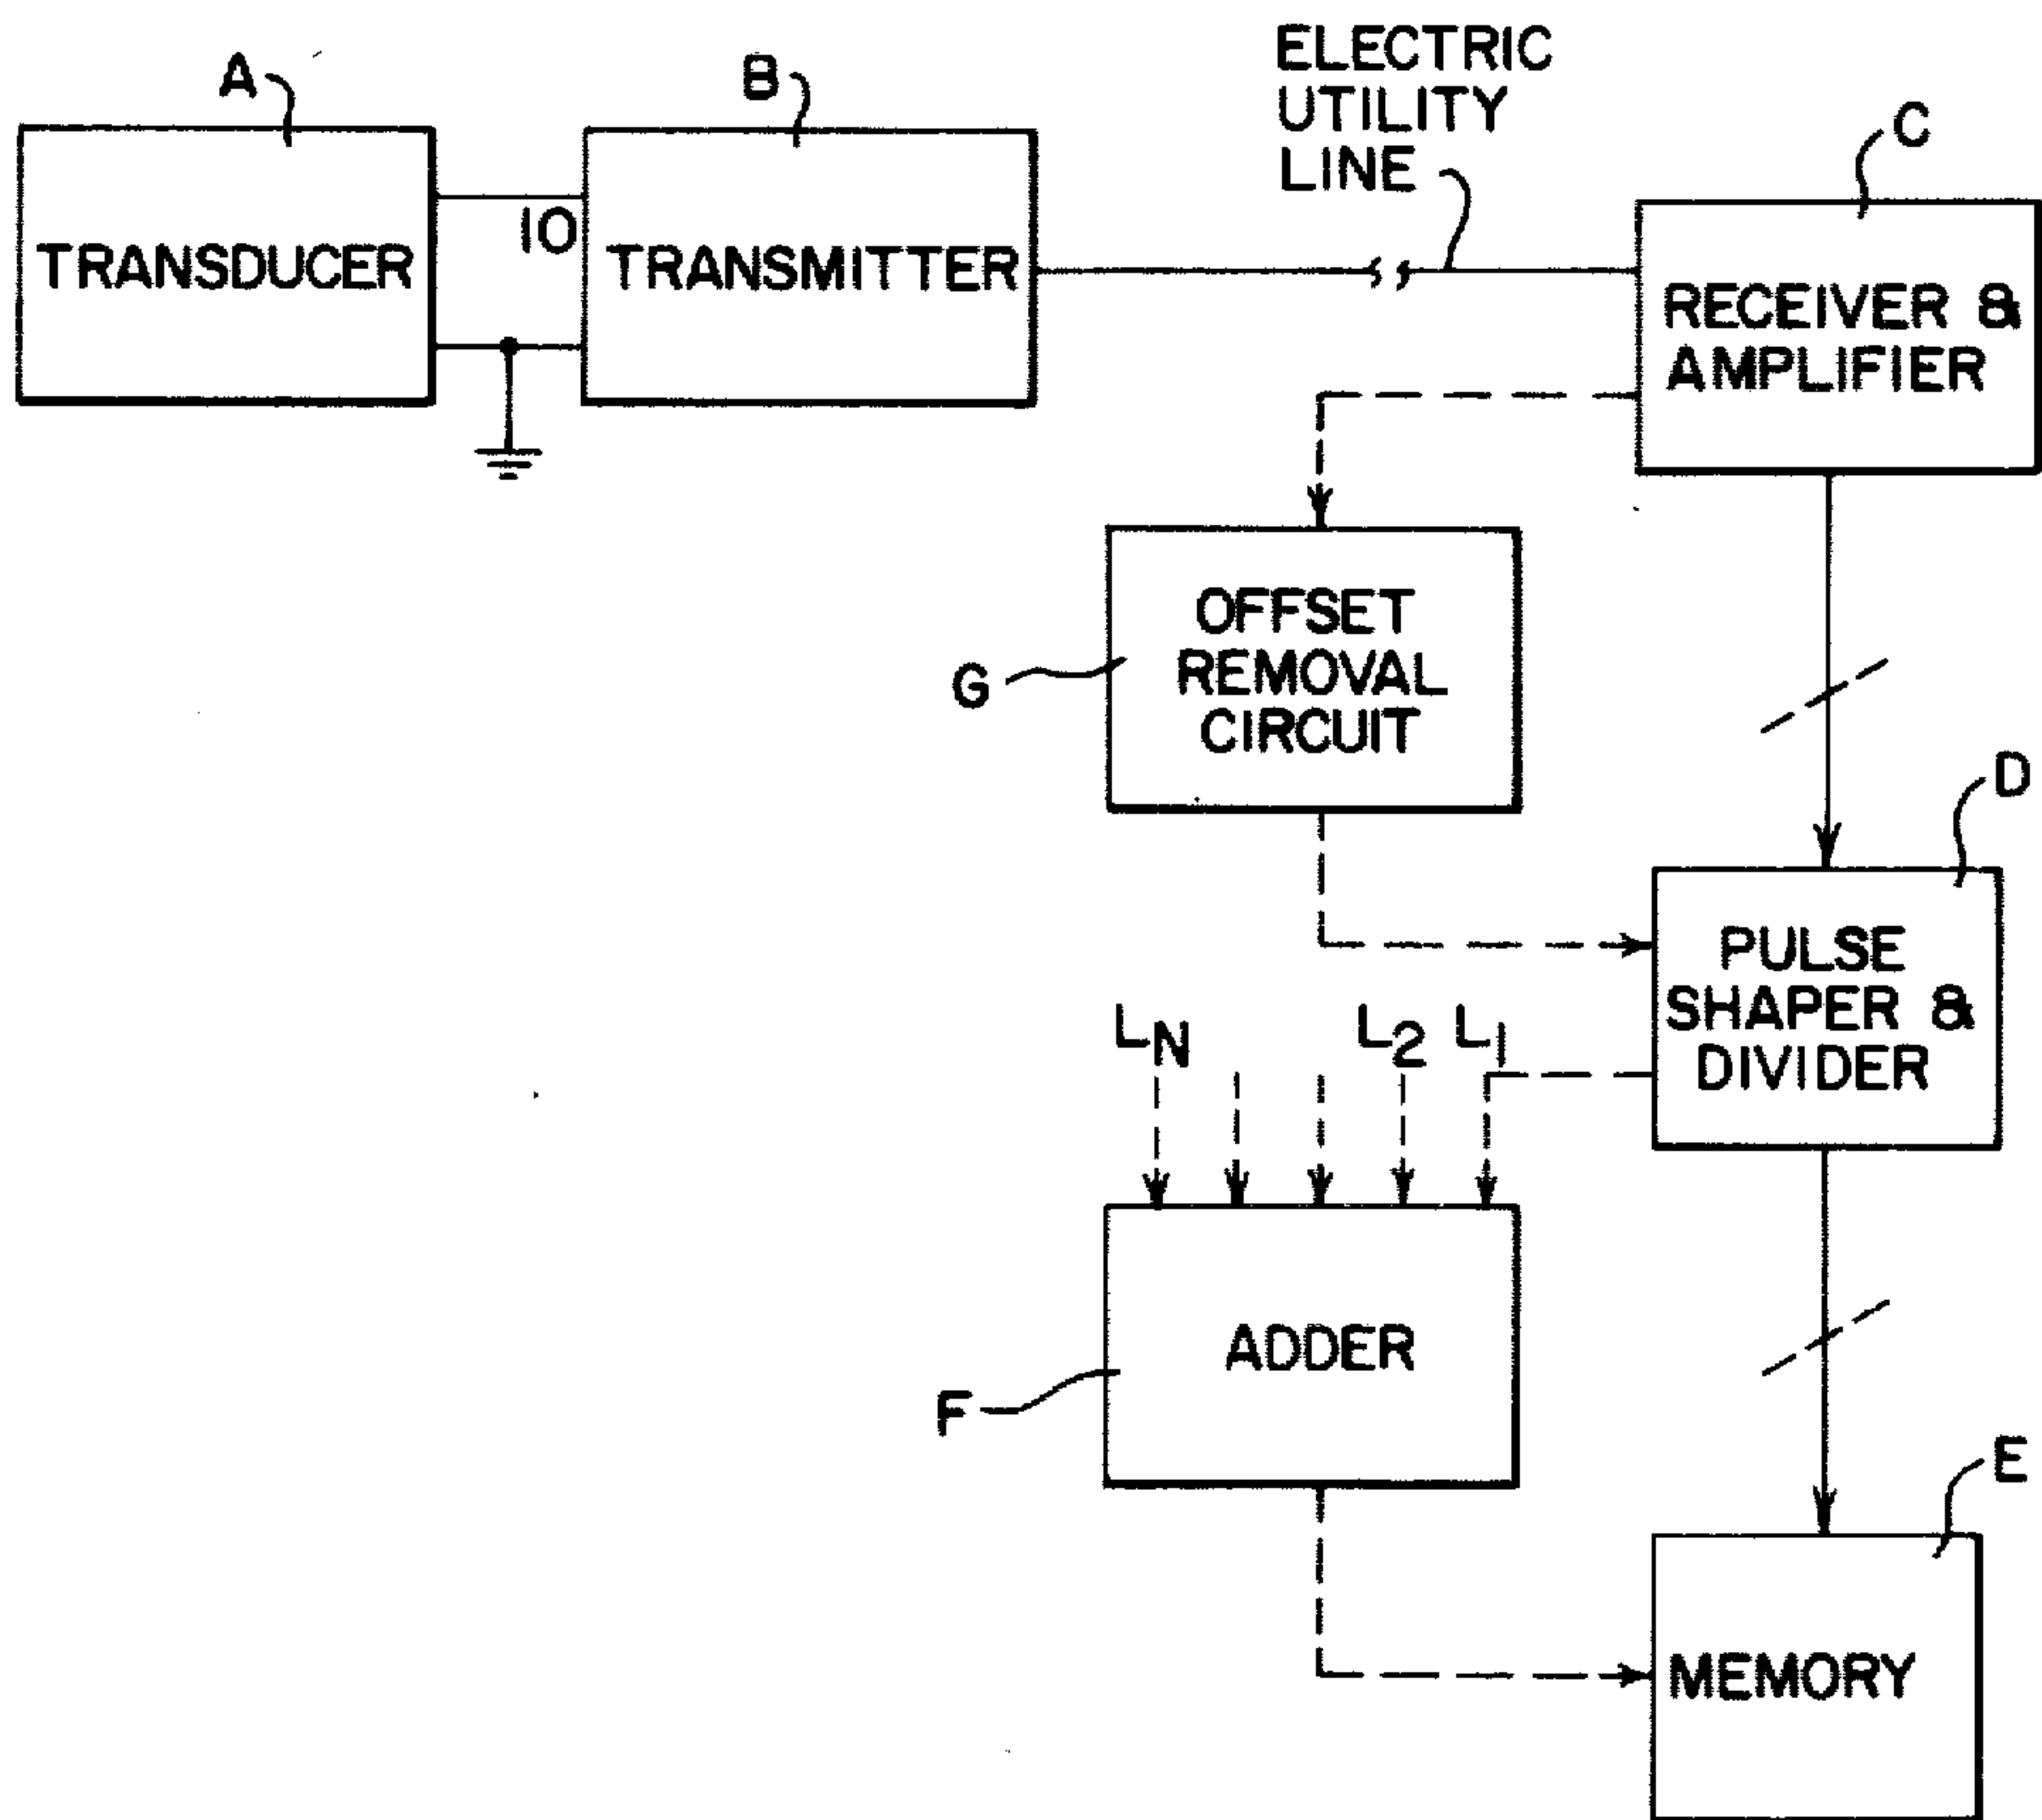 A
B
ELECTRIC
UTILITY
LINE
C
TRANSDUCER
10
TRANSMITTER
RECEIVER &
AMPLIFIER
G
OFFSET
REMOVAL
CIRCUIT
D
PULSE
SHAPER &
DIVIDER
LN
L2
L1
F
ADDER
E
MEMORY